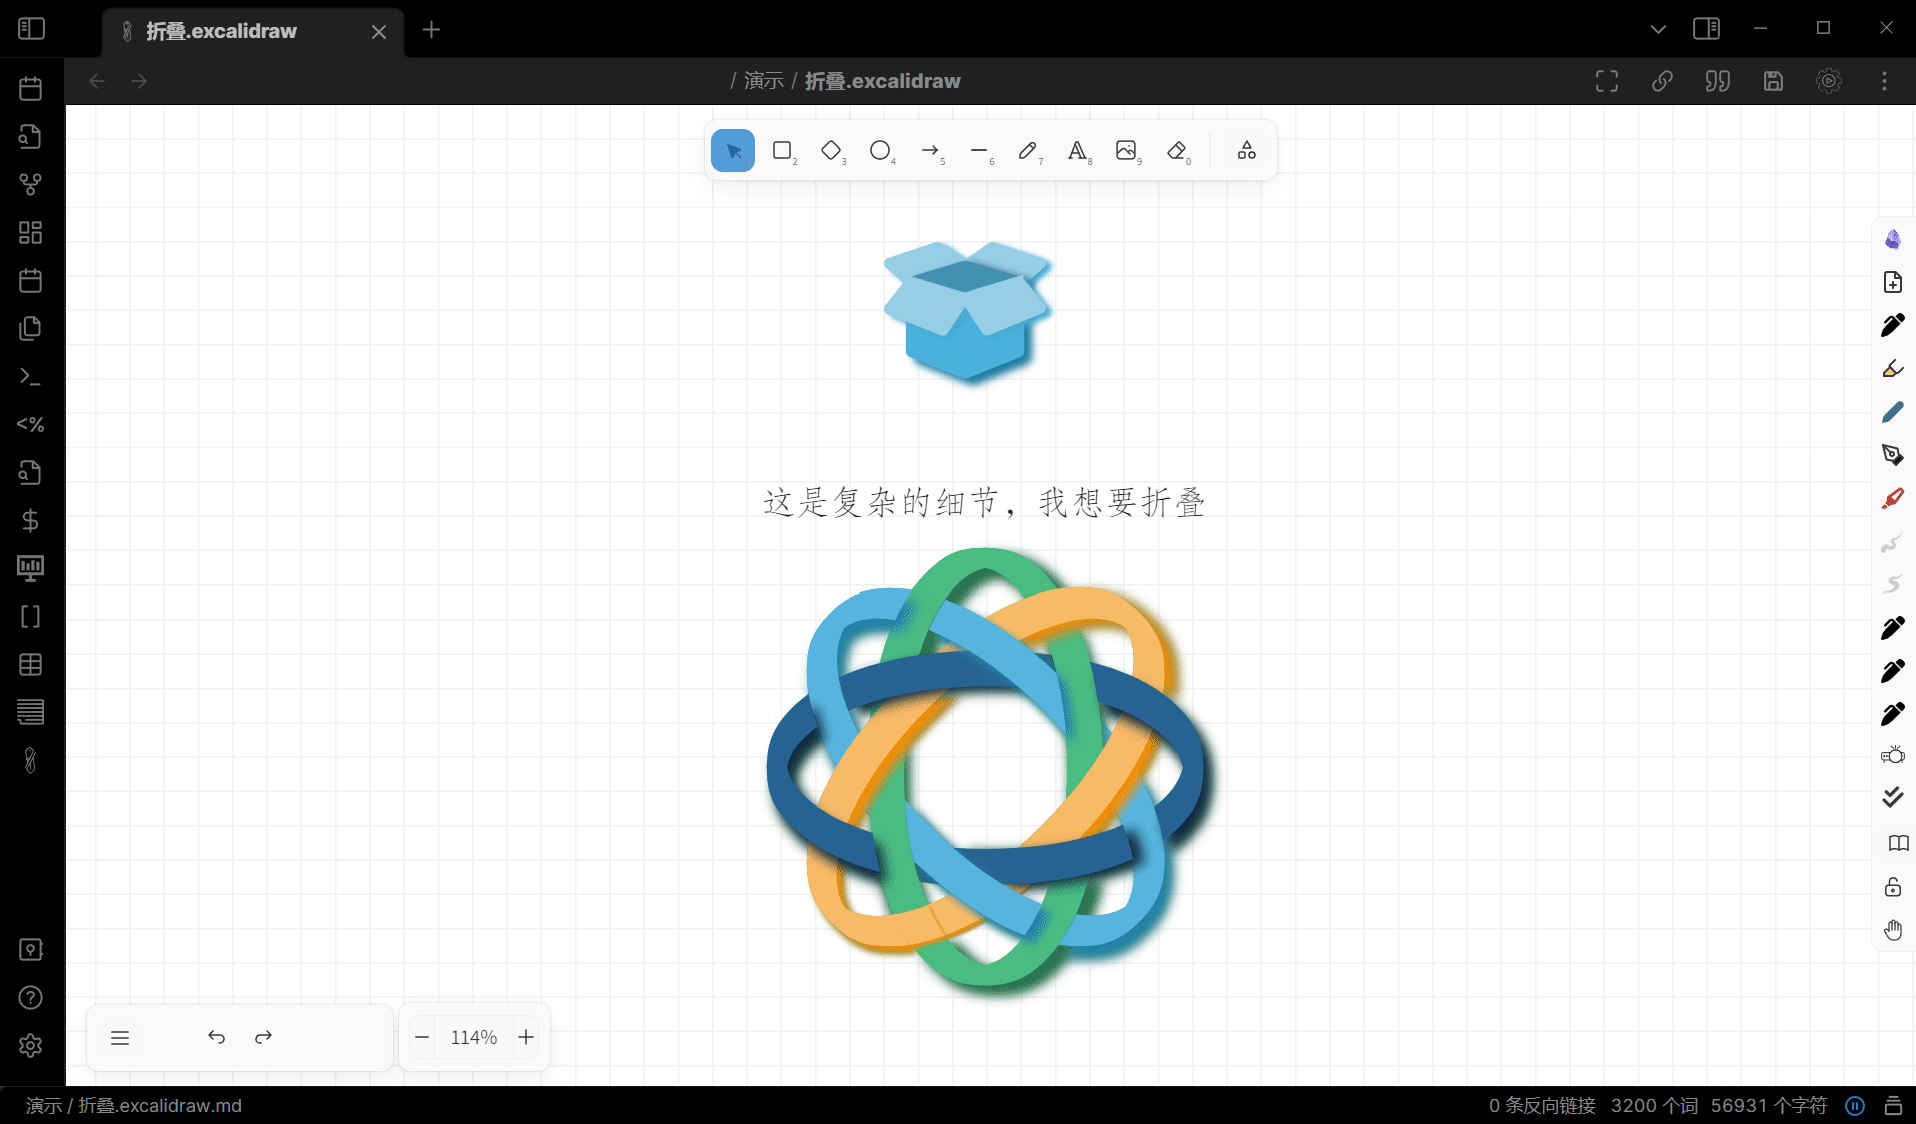 折叠.excalidraw
/ 演示 / 折叠.excalidraw
1 2 3 4 5 6 7 8 9 0
这是复杂的细节，我想要折叠
<%
114%
演示 / 折叠.excalidraw.md
0 条反向链接 3200 个词 56931 个字符